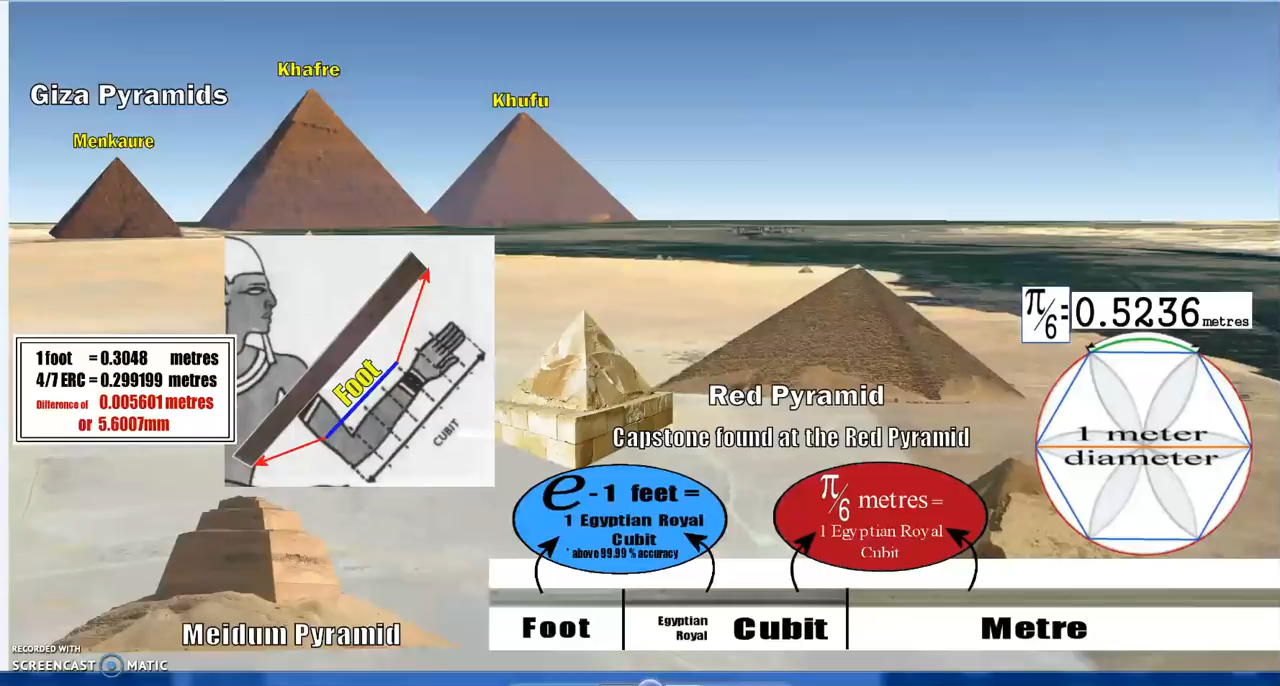 Khafre
Giza Pyramids
Khufu
Menkaure
π/6=0.5236 metres
1 foot = 0.3048 metres
4/7 ERC = 0.299199 metres
Difference of 0.005601 metres
or 5.6007mm
Foot
CUBIT
Red Pyramid
Capstone found at the Red Pyramid
1 meter
diameter
e - 1 feet =
1 Egyptian Royal
Cubit
* above 99.99 % accuracy
π/6 metres =
1 Egyptian Royal
Cubit
Foot
Egyptian
Royal
Cubit
Metre
Meidum Pyramid
RECORDED WITH
SCREENCAST MATIC